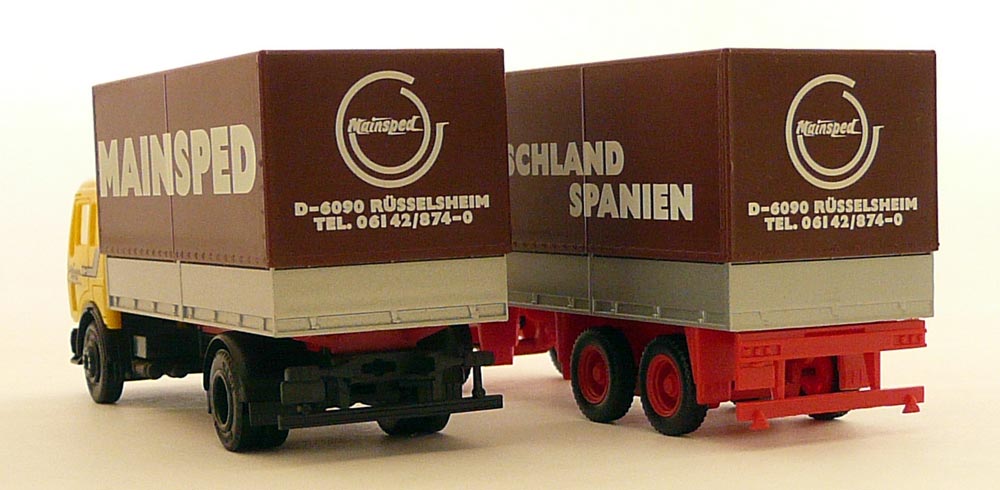 MAINSPED
Mainsped
D-6090 RÜSSELSHEIM
TEL. 06142/874-0
SCHLAND
SPANIEN
Mainsped
D-6090 RÜSSELSHEIM
TEL. 06142/874-0